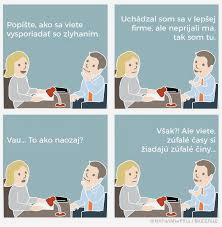 Popíšte, ako sa viete
vysporiadať so zlyhaním.
Uchádzal som sa v lepšej
firme, ale neprijali ma,
tak som tu.
Vau... To ako naozaj?
Však?! Ale viete,
zúfalé časy si
žiadajú zúfalé činy...